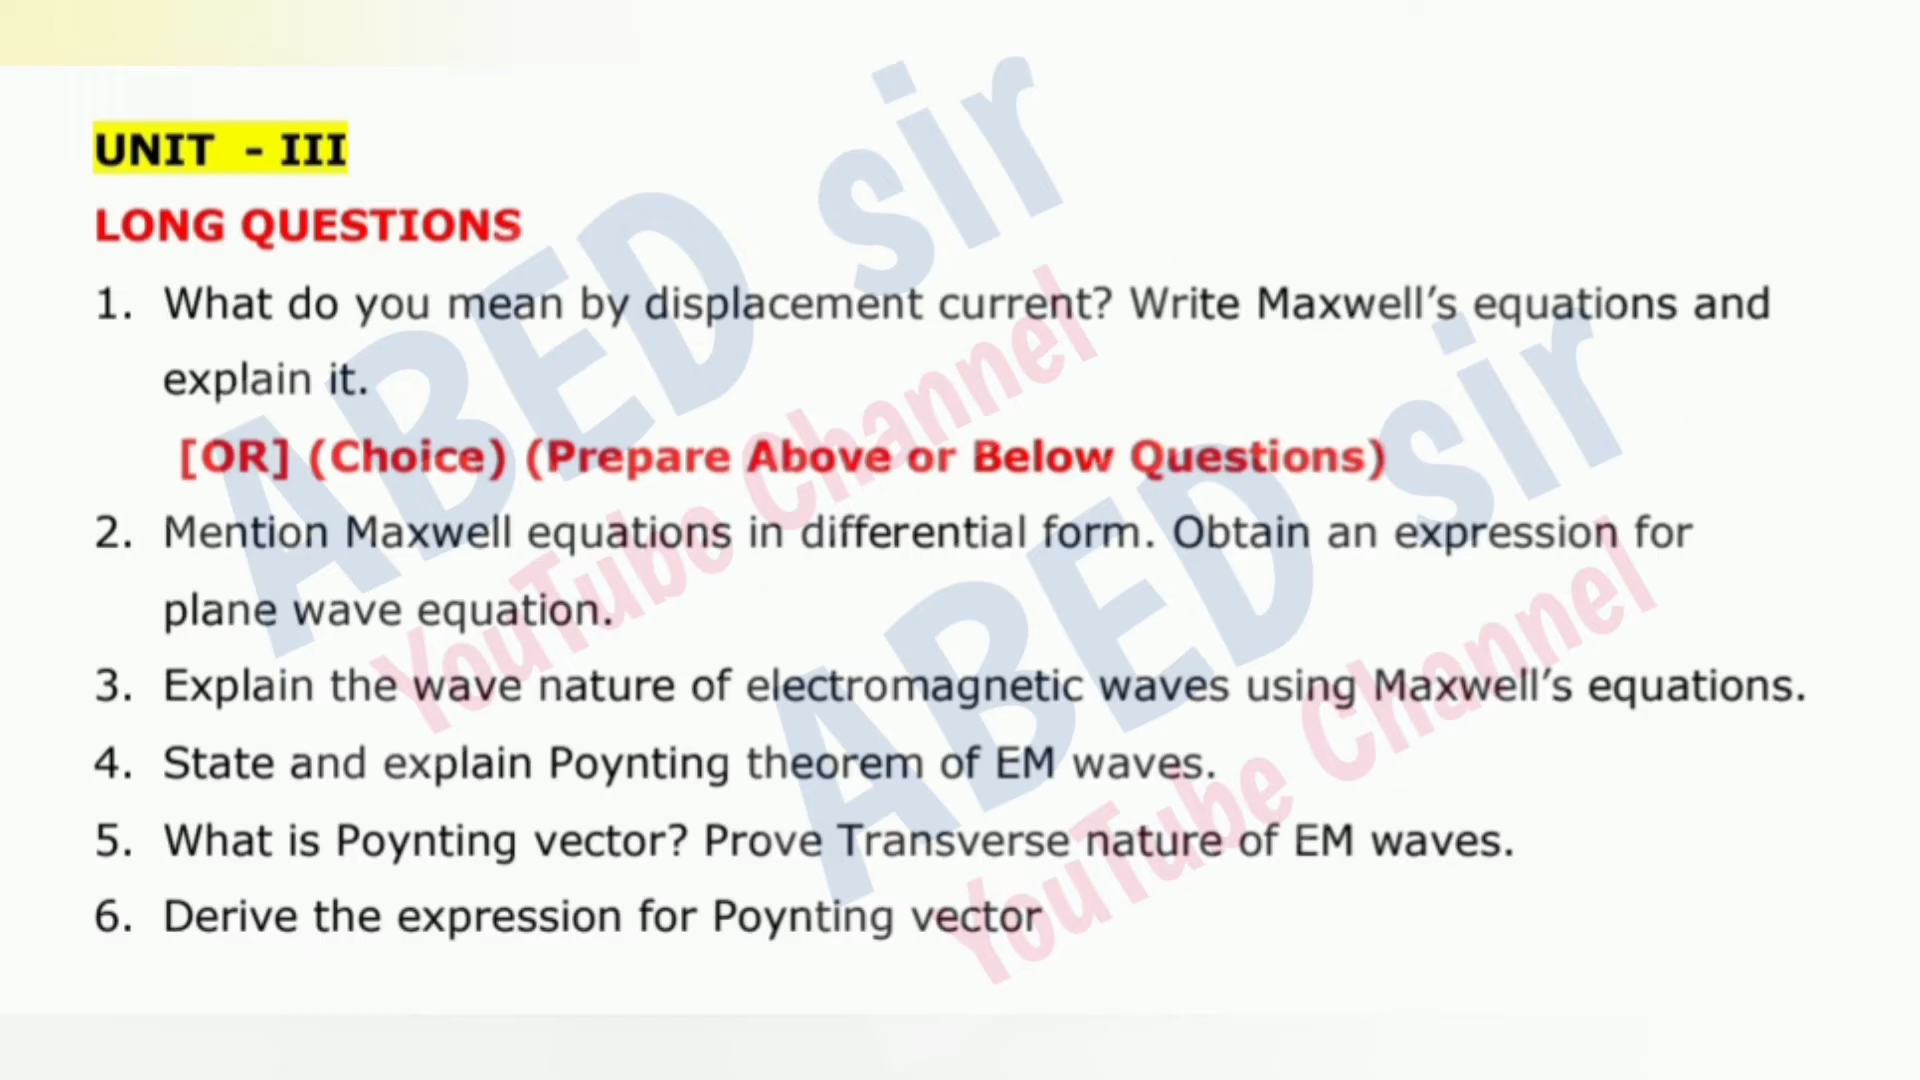 UNIT - III
LONG QUESTIONS
1. What do you mean by displacement current? Write Maxwell’s equations and
explain it.
[OR] (Choice) (Prepare Above or Below Questions)
2. Mention Maxwell equations in differential form. Obtain an expression for
plane wave equation.
3. Explain the wave nature of electromagnetic waves using Maxwell’s equations.
4. State and explain Poynting theorem of EM waves.
5. What is Poynting vector? Prove Transverse nature of EM waves.
6. Derive the expression for Poynting vector
ABED sir
YouTube Channel
ABED sir
YouTube Channel